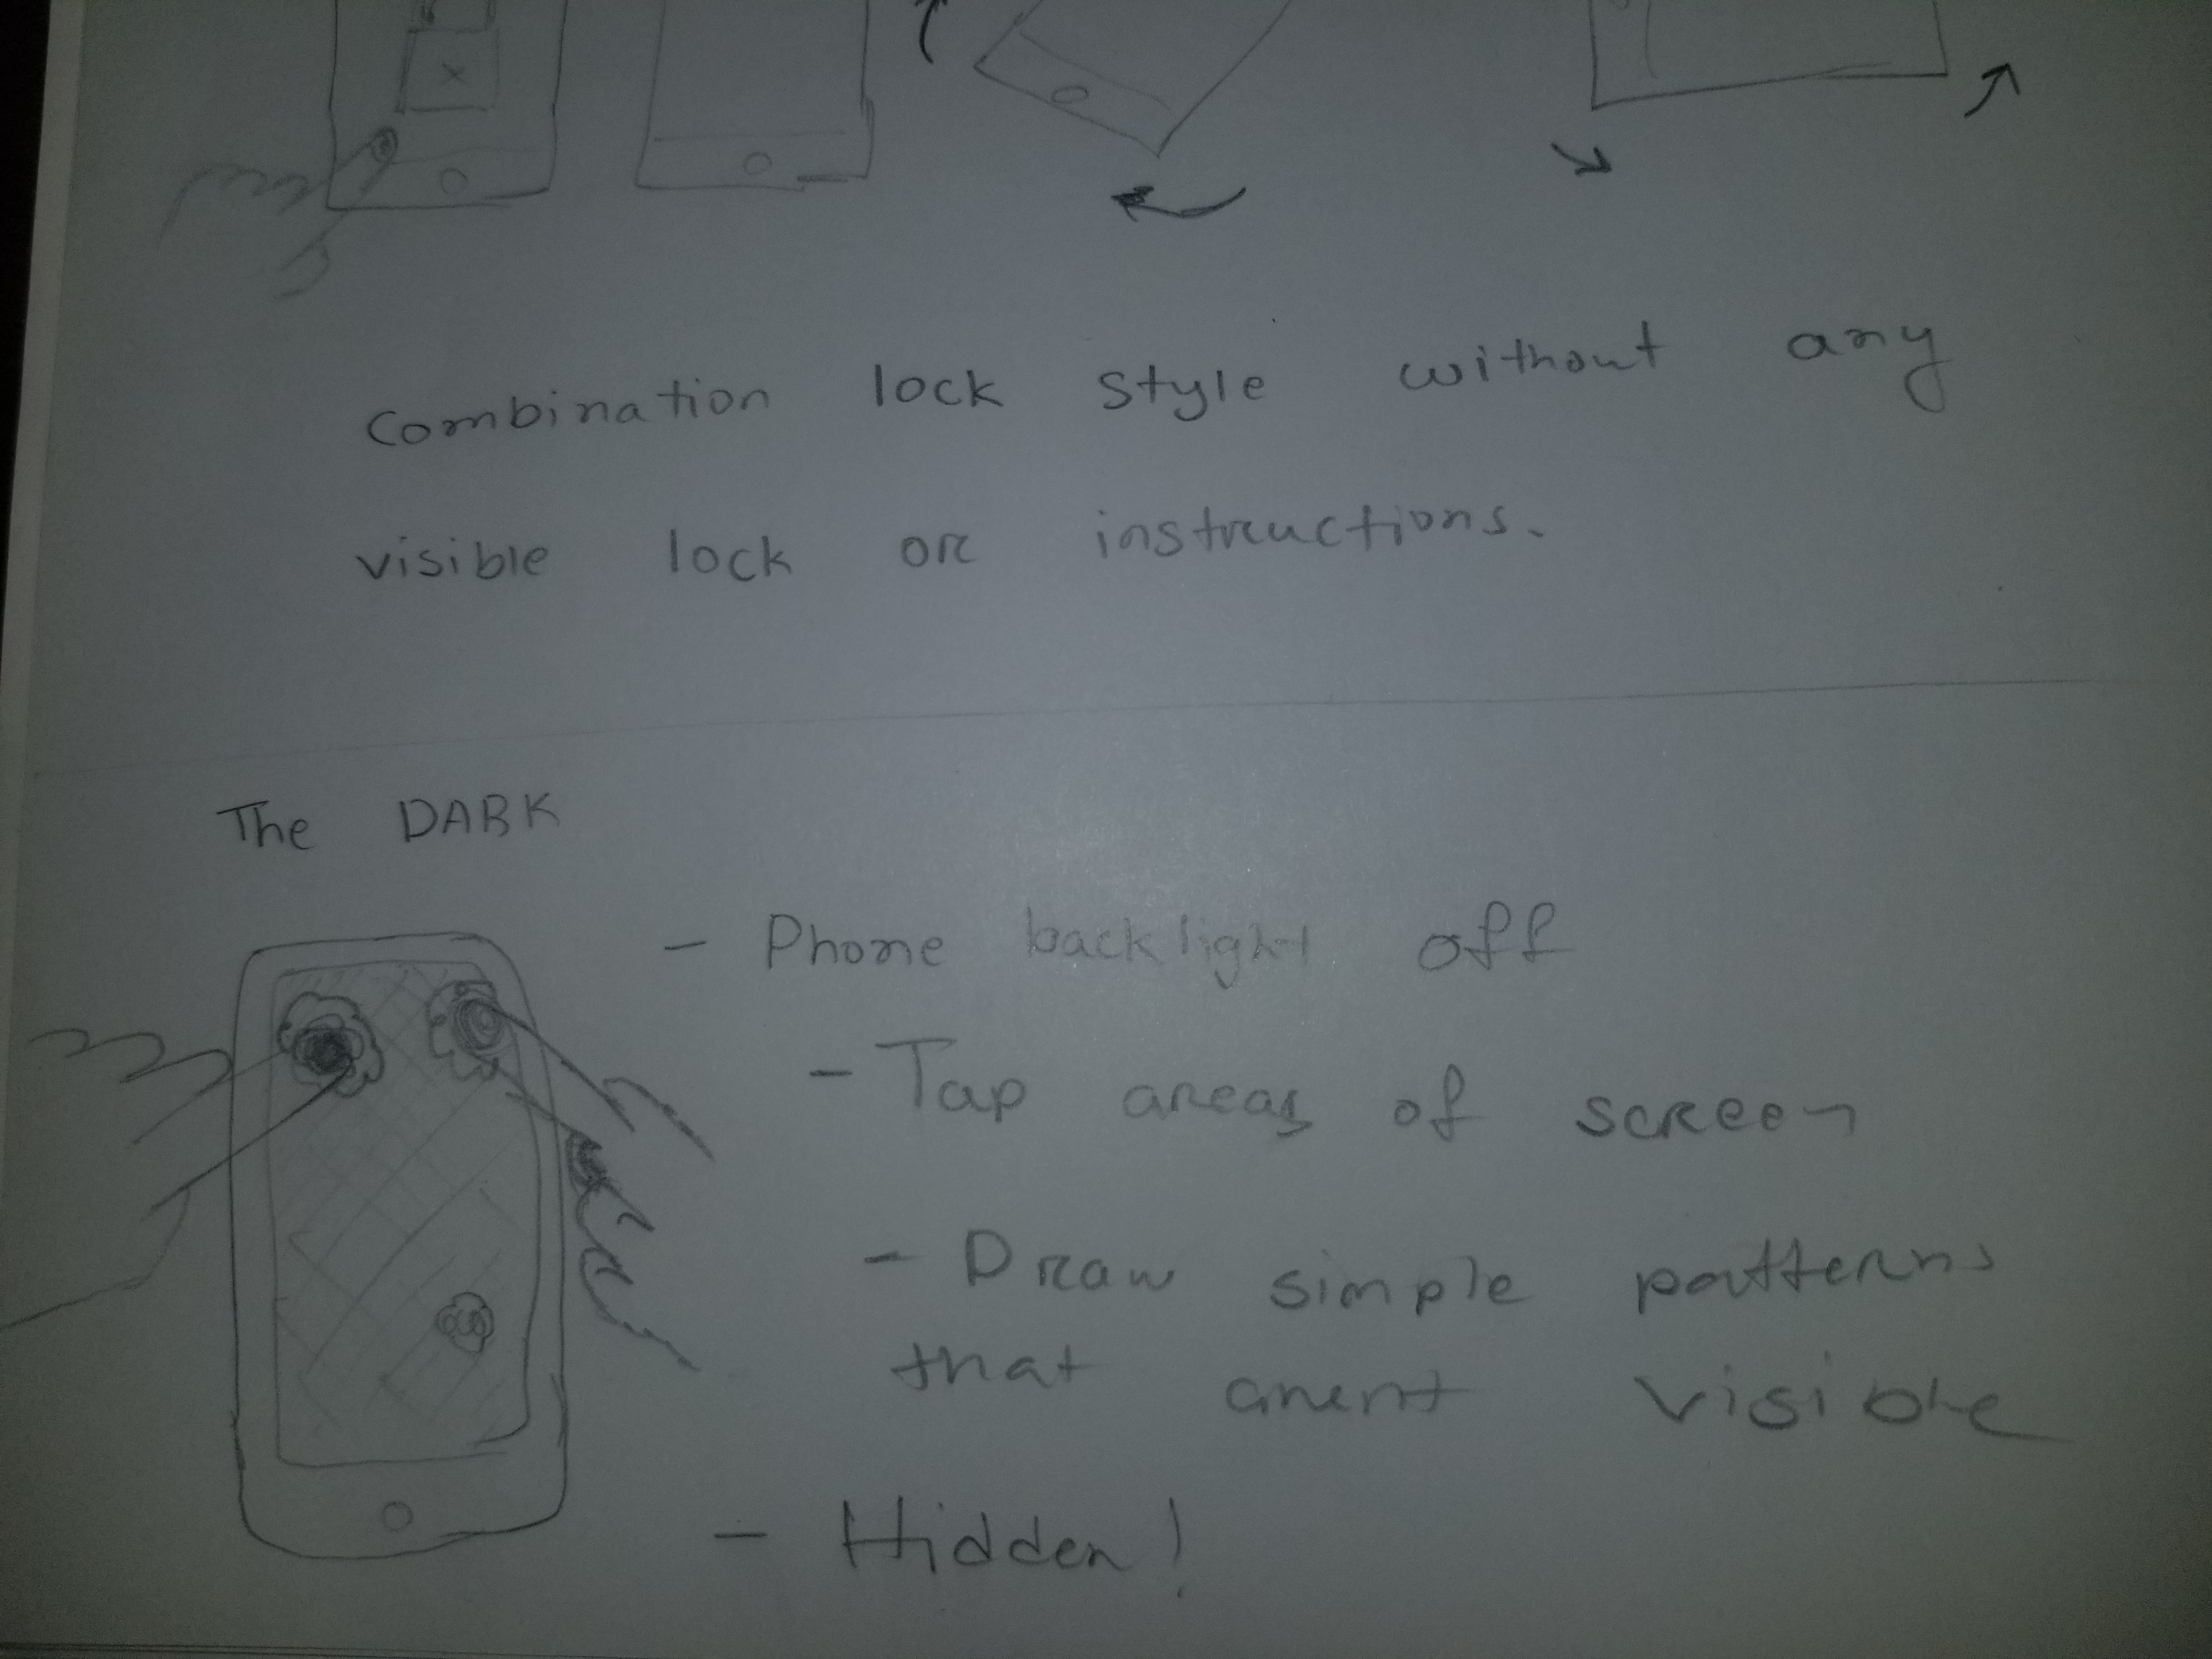 Combination lock style without any
visible lock or instructions.
The DARK
- Phone backlight off
- Tap areas of screen
- Draw simple patterns
that arent visible
- Hidden!